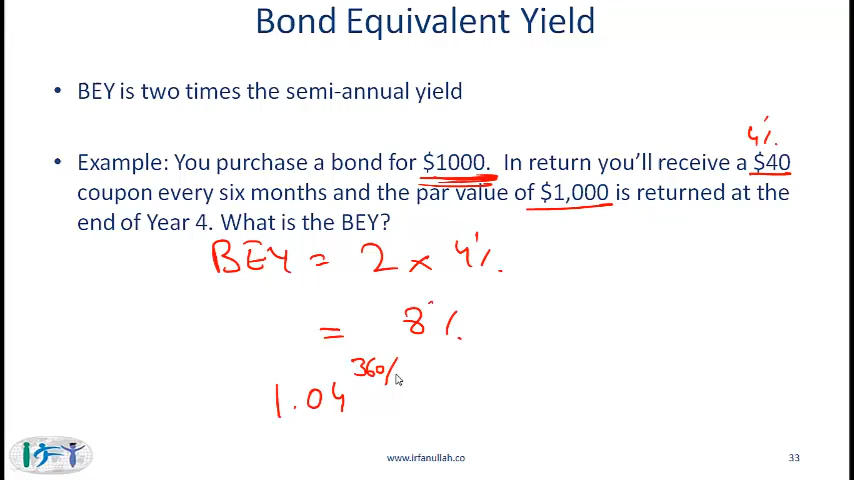 Bond Equivalent Yield
• BEY is two times the semi-annual yield
4%
• Example: You purchase a bond for $1000. In return you'll receive a $40
coupon every six months and the par value of $1,000 is returned at the
end of Year 4. What is the BEY?
BEY = 2 × 4%
= 8%
1.04 360/
www.irfanullah.co
33